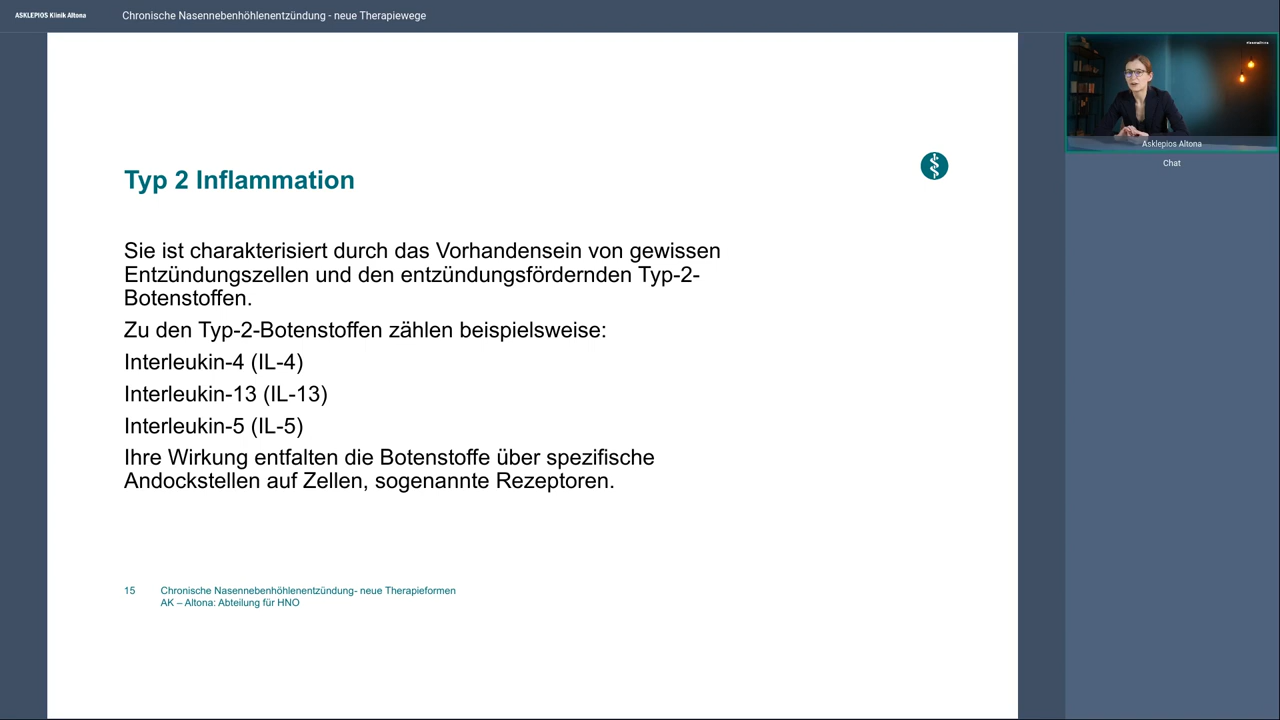 ASKLEPIOS Klinik Altona
Chronische Nasennebenhöhlenentzündung - neue Therapiewege
Typ 2 Inflammation
Sie ist charakterisiert durch das Vorhandensein von gewissen
Entzündungszellen und den entzündungsfördernden Typ-2-
Botenstoffen.
Zu den Typ-2-Botenstoffen zählen beispielsweise:
Interleukin-4 (IL-4)
Interleukin-13 (IL-13)
Interleukin-5 (IL-5)
Ihre Wirkung entfalten die Botenstoffe über spezifische
Andockstellen auf Zellen, sogenannte Rezeptoren.
15
Chronische Nasennebenhöhlenentzündung- neue Therapieformen
AK – Altona: Abteilung für HNO
Asklepios Altona
Chat